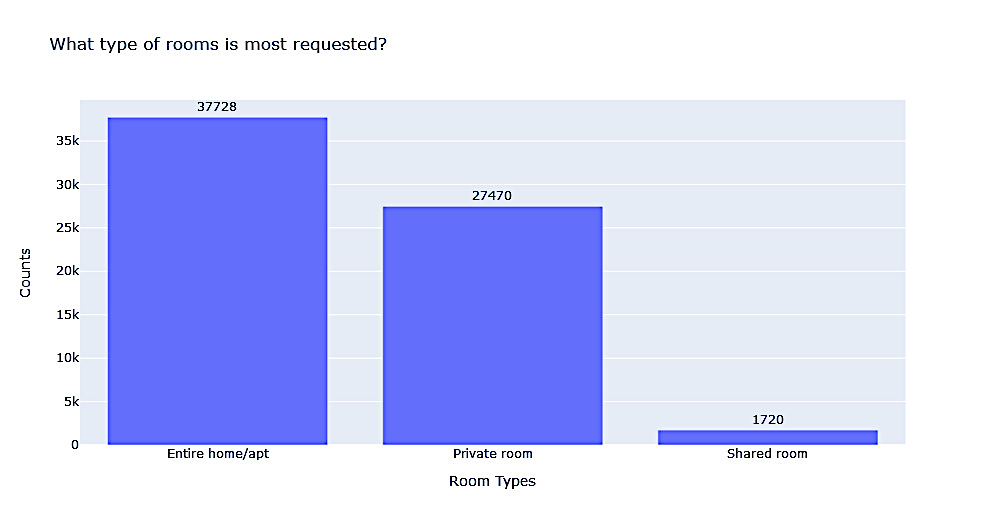 What type of rooms is most requested?
37728
27470
1720
35k
30k
25k
20k
15k
10k
5k
0
Counts
Entire home/apt
Private room
Shared room
Room Types